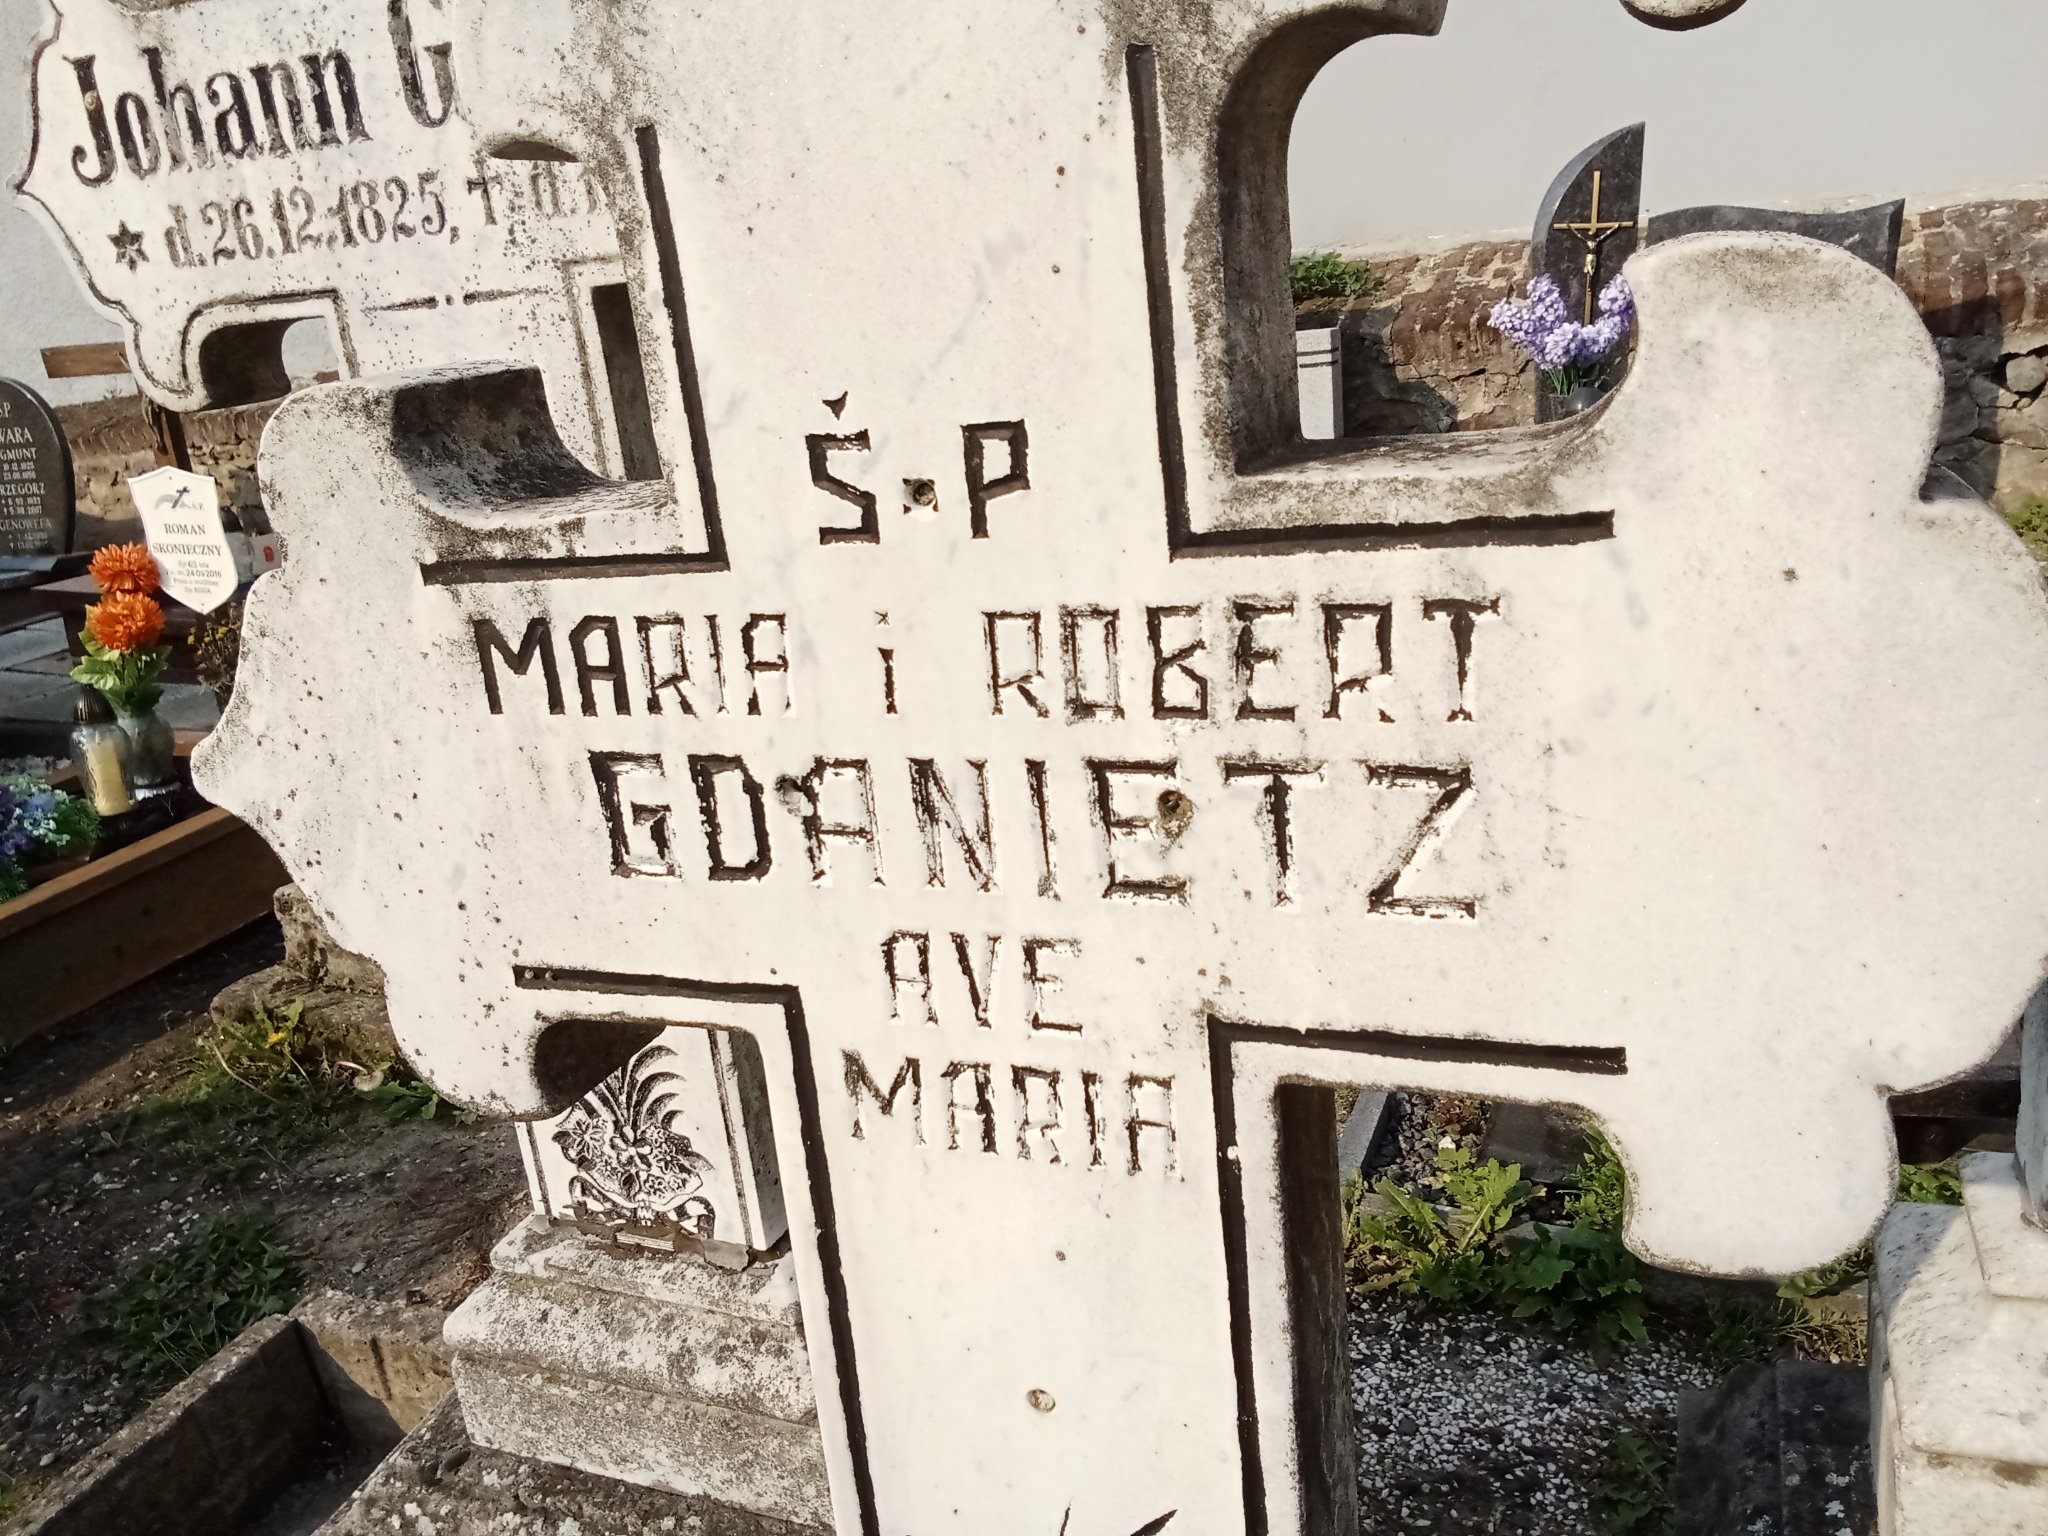 Johann G
* d. 26.12.1825, † d.
Ś.P
MARIA i ROBERT
GDANIETZ
AVE
MARIA
Ś.P.
ROMAN
SKONIECZNY